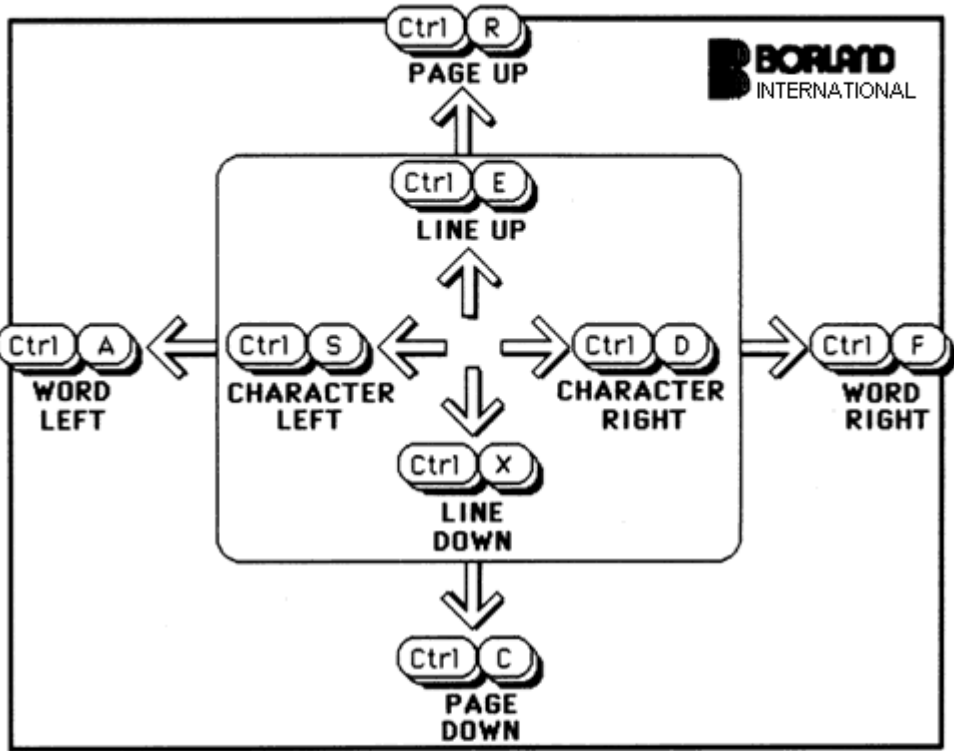 Ctrl R
PAGE UP
BORLAND
INTERNATIONAL
Ctrl E
LINE UP
Ctrl A
WORD
LEFT
Ctrl S
CHARACTER
LEFT
Ctrl D
CHARACTER
RIGHT
Ctrl F
WORD
RIGHT
Ctrl X
LINE
DOWN
Ctrl C
PAGE
DOWN